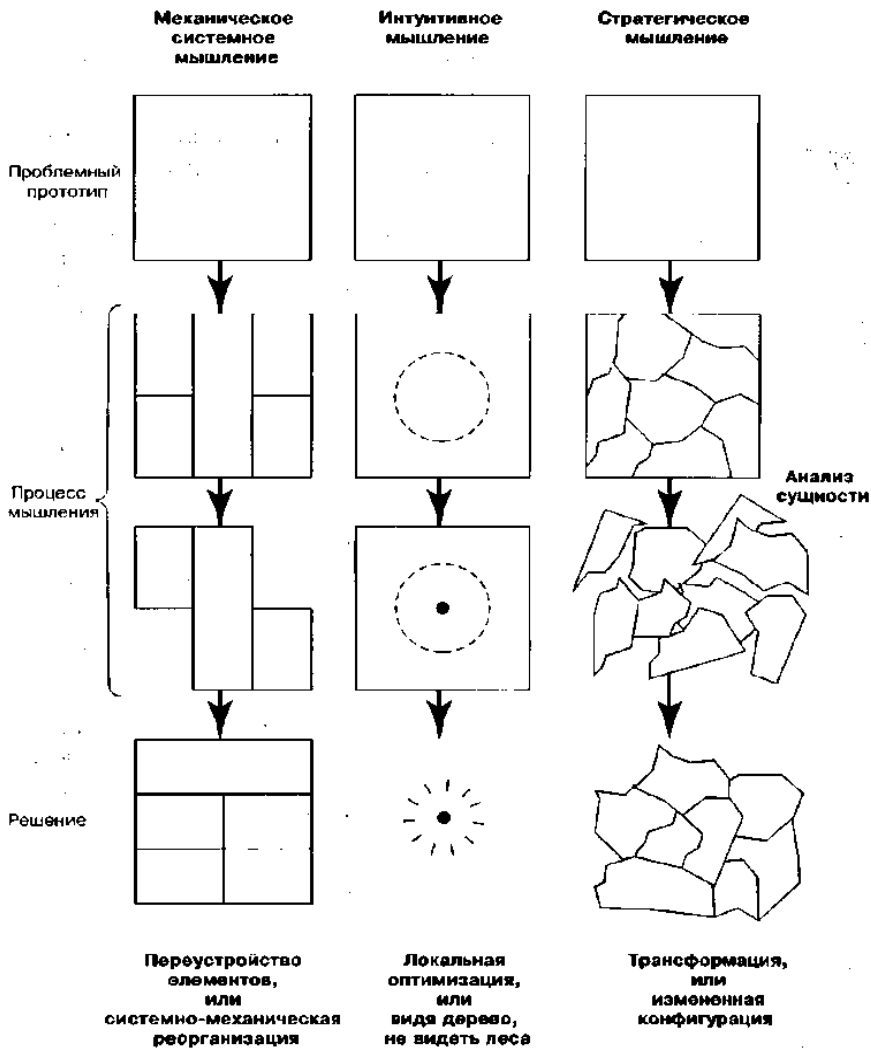 Механическое
системное
мышление
Интуитивное
мышление
Стратегическое
мышление
Проблемный
прототип
Процесс
мышления
Анализ
сущности
Решение
Переустройство
элементов,
или
системно-механическая
реорганизация
Локальная
оптимизация,
или
видя дерево,
не видеть леса
Трансформация,
или
измененная
конфигурация